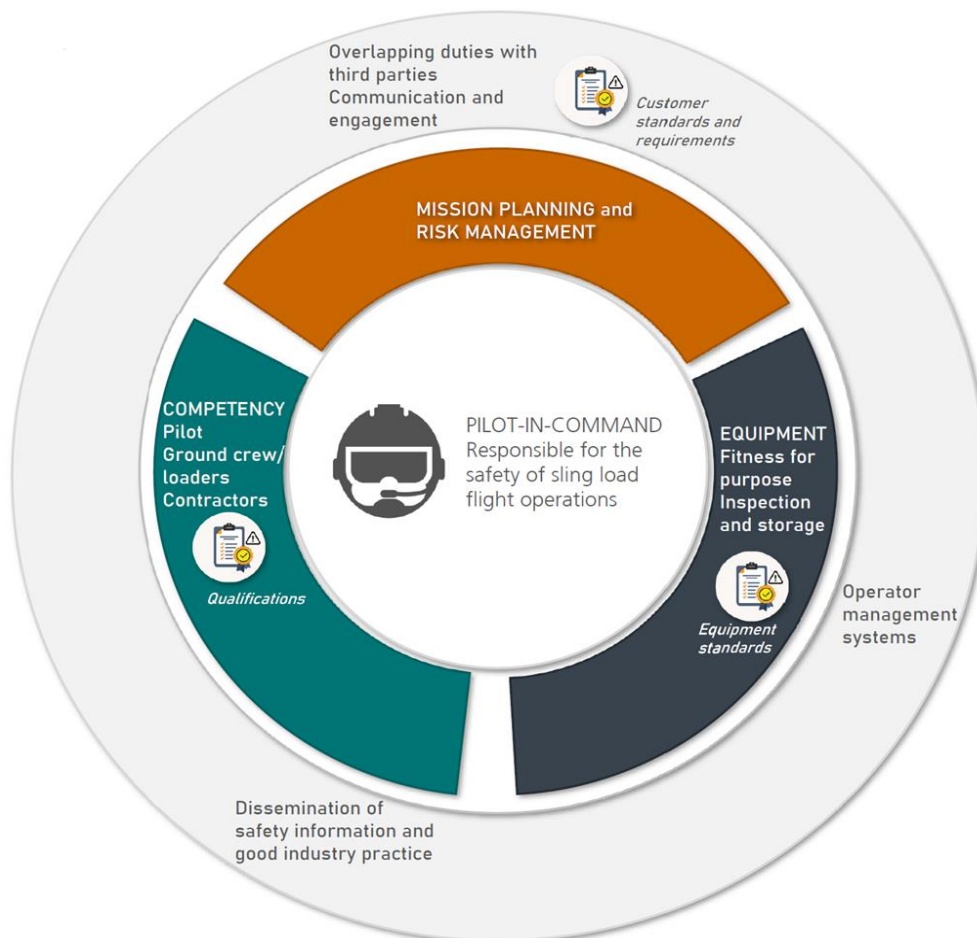 Overlapping duties with
third parties
Communication and
engagement
Customer
standards and
requirements
MISSION PLANNING and
RISK MANAGEMENT
COMPETENCY
Pilot
Ground crew/
loaders
Contractors
Qualifications
PILOT-IN-COMMAND
Responsible for the
safety of sling load
flight operations
EQUIPMENT
Fitness for
purpose
Inspection
and storage
Equipment
standards
Operator
management
systems
Dissemination of
safety information and
good industry practice